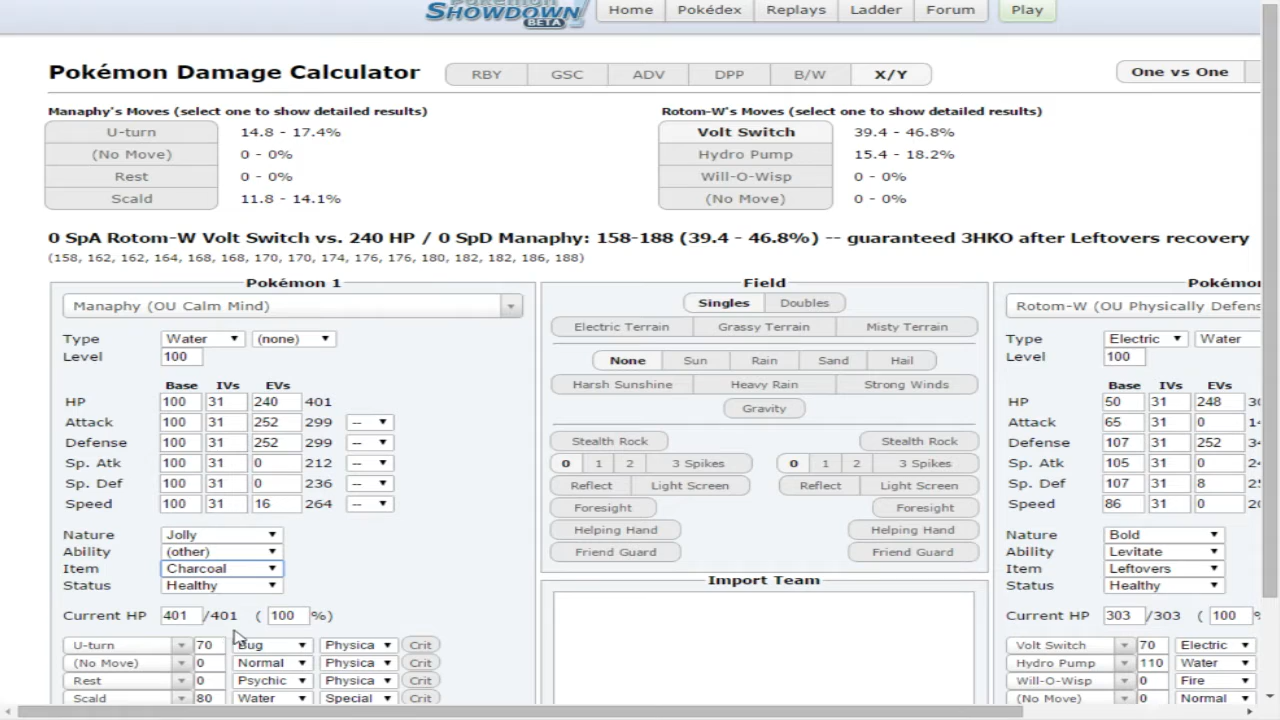 Pokémon
SHOWDOWN
BETA
Home Pokédex Replays Ladder Forum Play
Pokémon Damage Calculator RBY GSC ADV DPP B/W X/Y One vs One
Manaphy's Moves (select one to show detailed results) Rotom-W's Moves (select one to show detailed results)
U-turn 14.8 - 17.4% Volt Switch 39.4 - 46.8%
(No Move) 0 - 0% Hydro Pump 15.4 - 18.2%
Rest 0 - 0% Will-O-Wisp 0 - 0%
Scald 11.8 - 14.1% (No Move) 0 - 0%
0 SpA Rotom-W Volt Switch vs. 240 HP / 0 SpD Manaphy: 158-188 (39.4 - 46.8%) -- guaranteed 3HKO after Leftovers recovery
(158, 162, 162, 164, 168, 168, 170, 170, 174, 176, 176, 180, 182, 182, 186, 188)
Pokémon 1 Field Pokémo
Manaphy (OU Calm Mind) Singles Doubles Rotom-W (OU Physically Defens
Electric Terrain Grassy Terrain Misty Terrain
Type Water (none) Type Electric Water
Level 100 None Sun Rain Sand Hail Level 100
Base IVs EVs Harsh Sunshine Heavy Rain Strong Winds Base IVs EVs
HP 100 31 240 401 Gravity HP 50 31 248
Attack 100 31 252 299 -- Attack 65 31 0
Defense 100 31 252 299 -- Stealth Rock Stealth Rock Defense 107 31 252
Sp. Atk 100 31 0 212 -- 0 1 2 3 Spikes 0 1 2 3 Spikes Sp. Atk 105 31 0
Sp. Def 100 31 0 236 -- Reflect Light Screen Reflect Light Screen Sp. Def 107 31 8
Speed 100 31 16 264 -- Foresight Foresight Speed 86 31 0
Nature Jolly Helping Hand Helping Hand Nature Bold
Ability (other) Friend Guard Friend Guard Ability Levitate
Item Charcoal Item Leftovers
Status Healthy Import Team Status Healthy
Current HP 401 /401 ( 100 %) Current HP 303 /303 ( 100
U-turn 70 Bug Physica Crit Volt Switch 70 Electric
(No Move) 0 Normal Physica Crit Hydro Pump 110 Water
Rest 0 Psychic Physica Crit Will-O-Wisp 0 Fire
Scald 80 Water Special Crit (No Move) 0 Normal